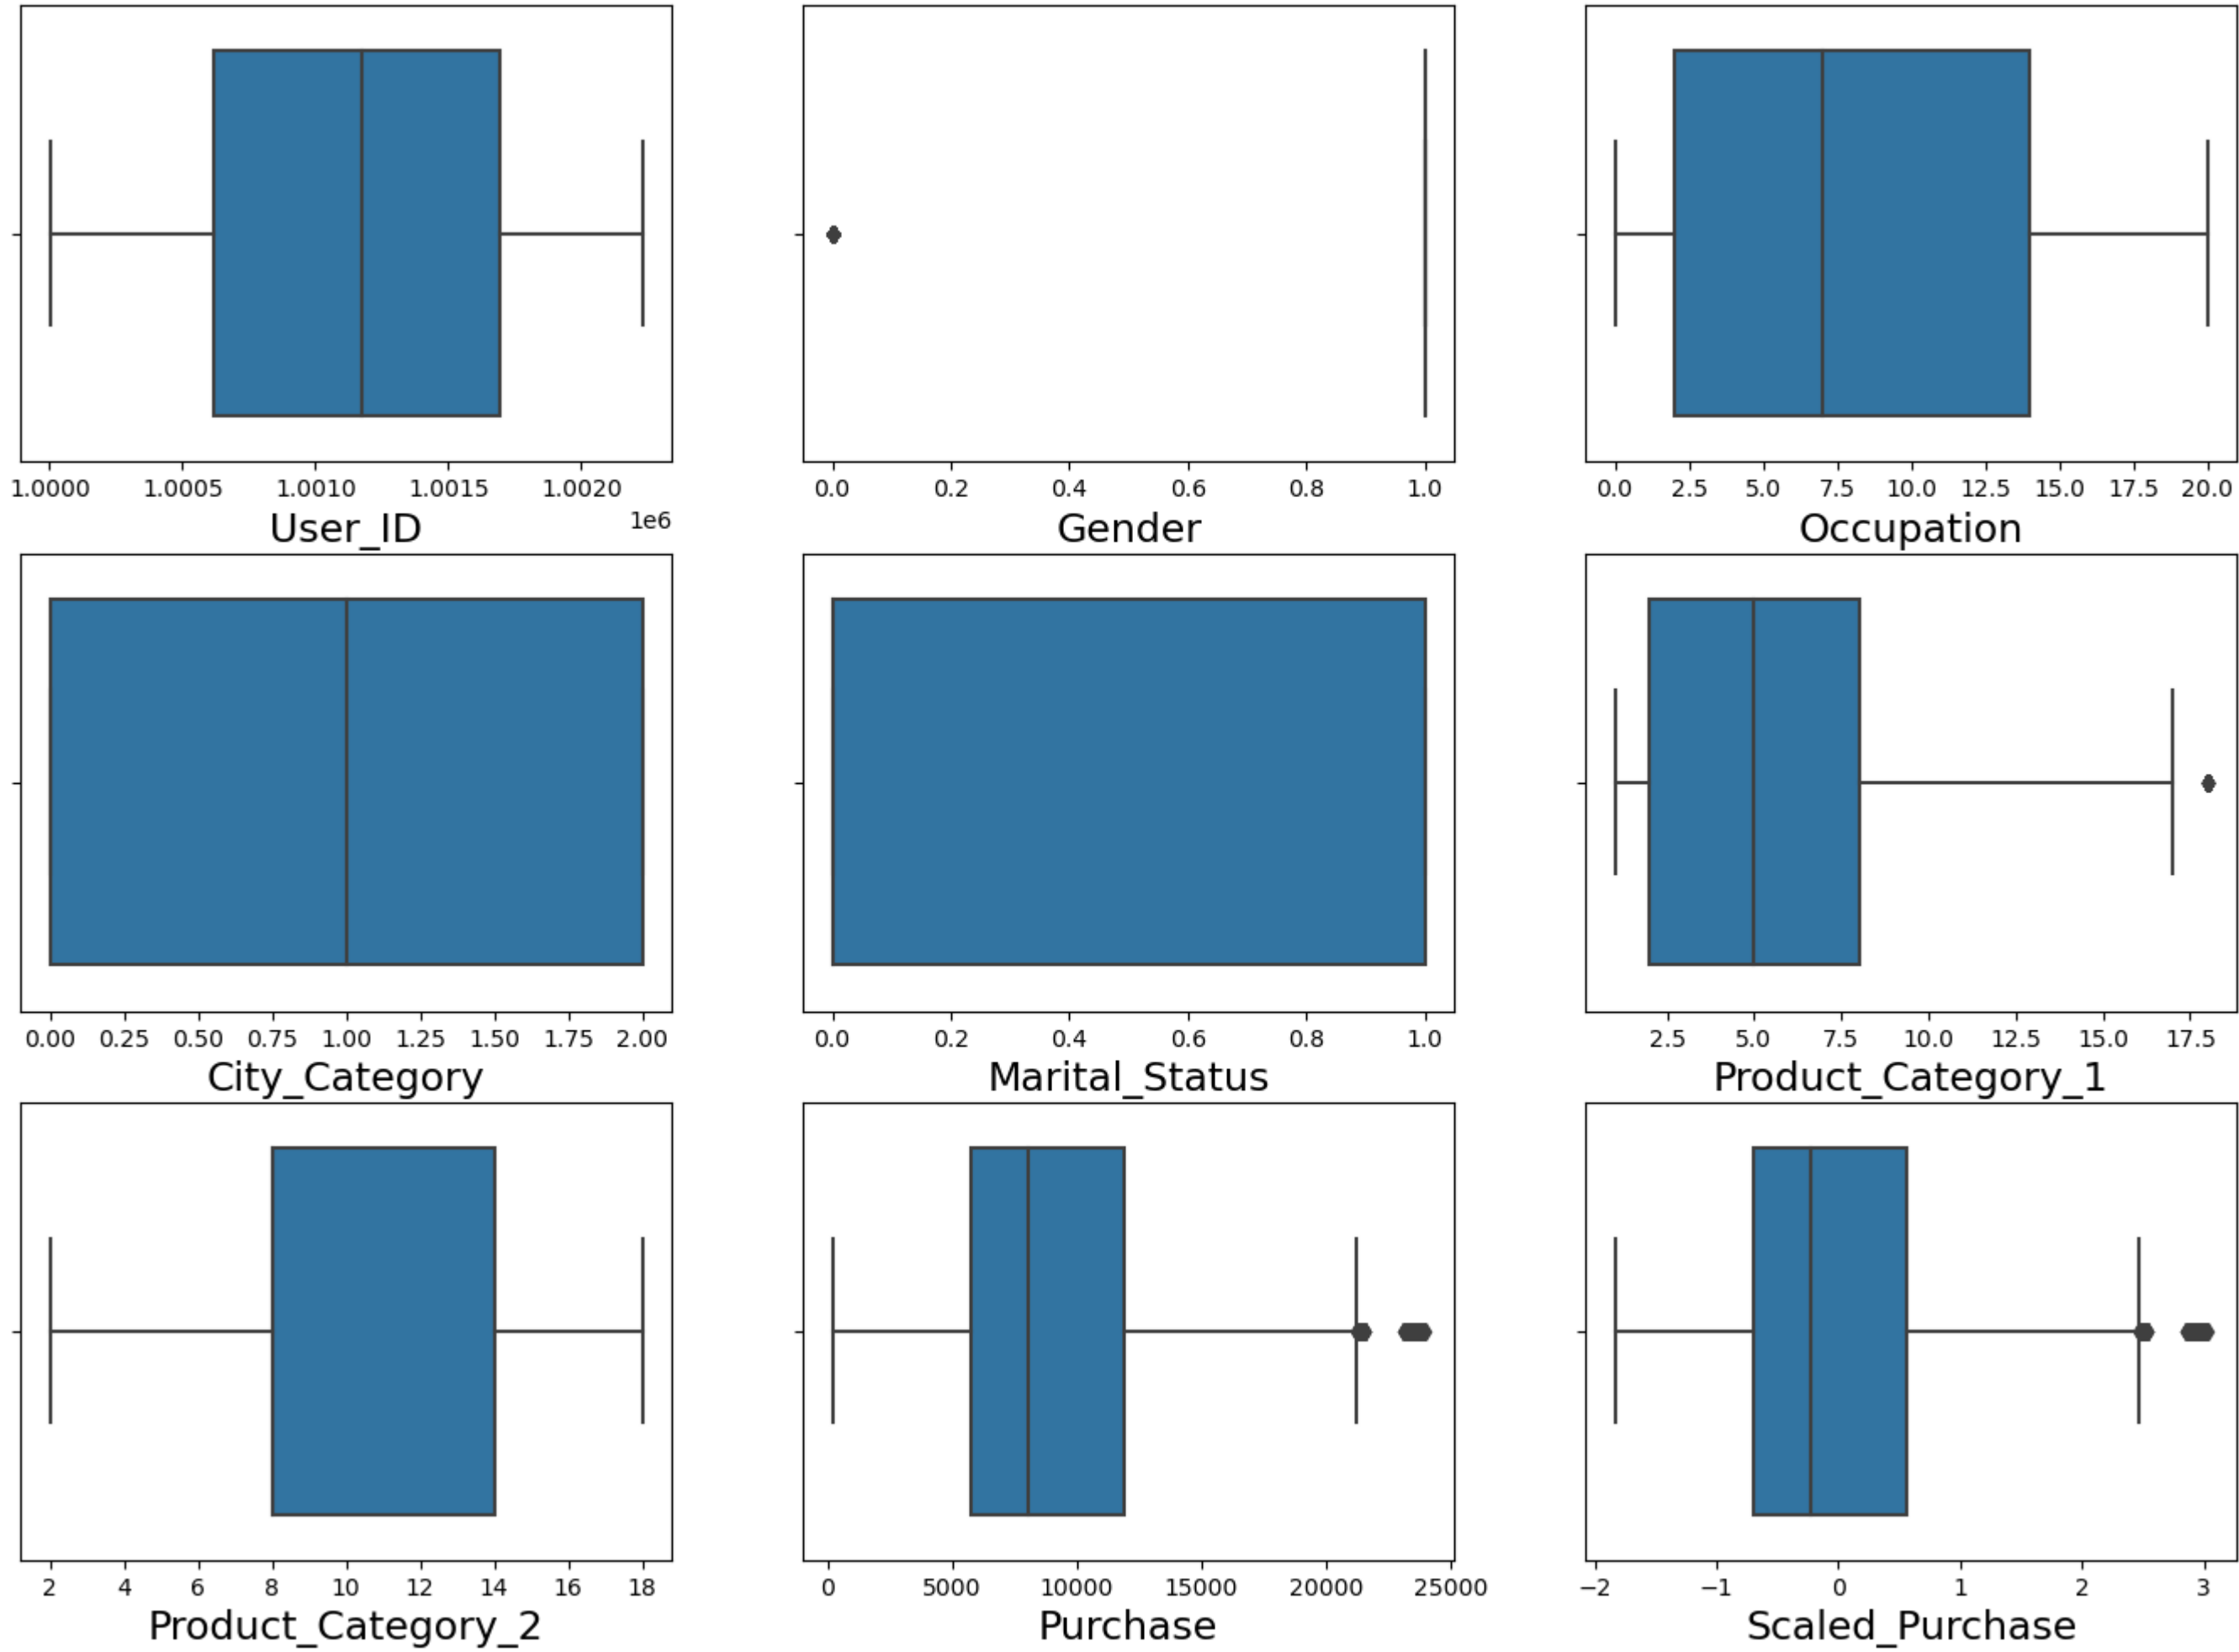 1.0000 1.0005 1.0010 1.0015 1.0020
1e6
User_ID
0.0 0.2 0.4 0.6 0.8 1.0
Gender
0.0 2.5 5.0 7.5 10.0 12.5 15.0 17.5 20.0
Occupation
0.00 0.25 0.50 0.75 1.00 1.25 1.50 1.75 2.00
City_Category
0.0 0.2 0.4 0.6 0.8 1.0
Marital_Status
2.5 5.0 7.5 10.0 12.5 15.0 17.5
Product_Category_1
2 4 6 8 10 12 14 16 18
Product_Category_2
0 5000 10000 15000 20000 25000
Purchase
−2 −1 0 1 2 3
Scaled_Purchase